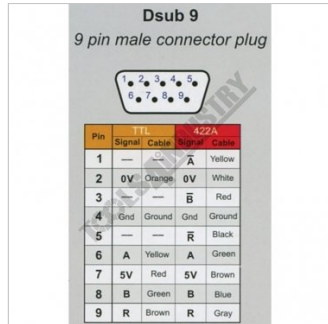 Dsub 9
9 pin male connector plug
1 2 3 4 5
6 7 8 9
Pin TTL 422A
Signal Cable Signal Cable
1 — — A̅ Yellow
2 0V Orange 0V White
3 — — B̅ Red
4 Gnd Ground Gnd Ground
5 — — R̅ Black
6 A Yellow A Green
7 5V Red 5V Brown
8 B Green B Blue
9 R Brown R Gray
TOOLS4INDUSTRY